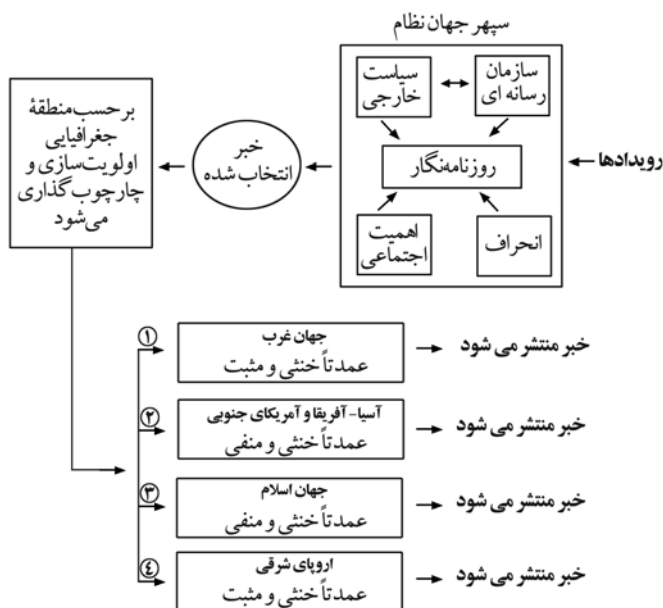 سپهر جهان نظام
سازمان
رسانه ای
سیاست
خارجی
روزنامه‌نگار
انحراف
اهمیت
اجتماعی
رویدادها
خبر
انتخاب شده
برحسب منطقهٔ
جغرافیایی
اولویت‌سازی و
چارچوب‌گذاری
می‌شود
۱
جهان غرب
عمدتاً خنثی و مثبت
خبر منتشر می شود
۲
آسیا- آفریقا و آمریکای جنوبی
عمدتاً خنثی و منفی
خبر منتشر می شود
۳
جهان اسلام
عمدتاً خنثی و منفی
خبر منتشر می شود
۴
اروپای شرقی
عمدتاً خنثی و مثبت
خبر منتشر می شود